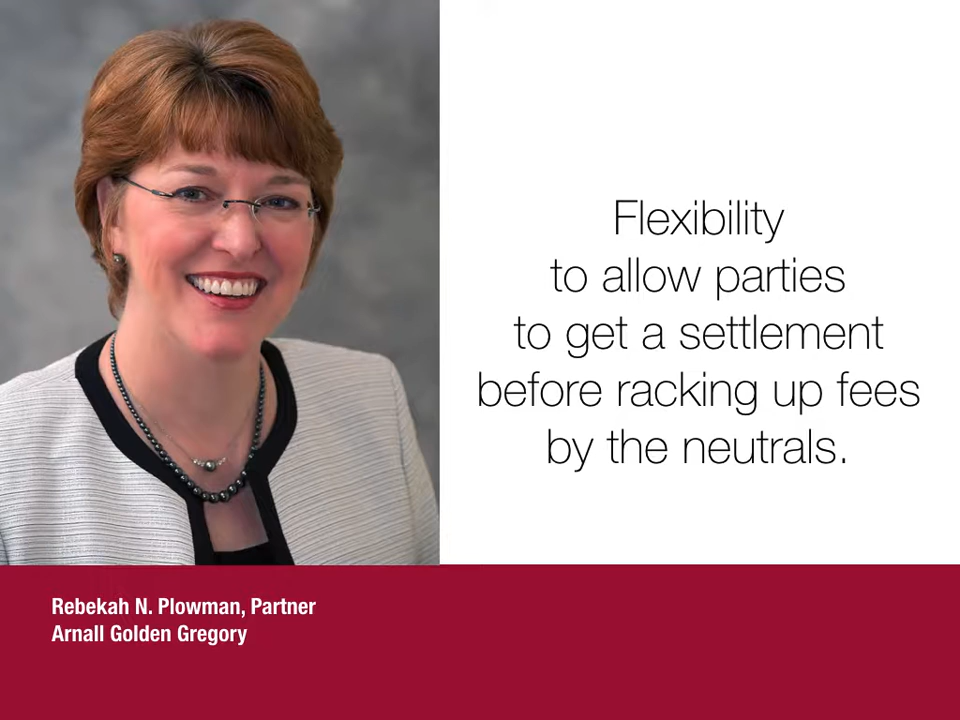 Flexibility
to allow parties
to get a settlement
before racking up fees
by the neutrals.
Rebekah N. Plowman, Partner
Arnall Golden Gregory